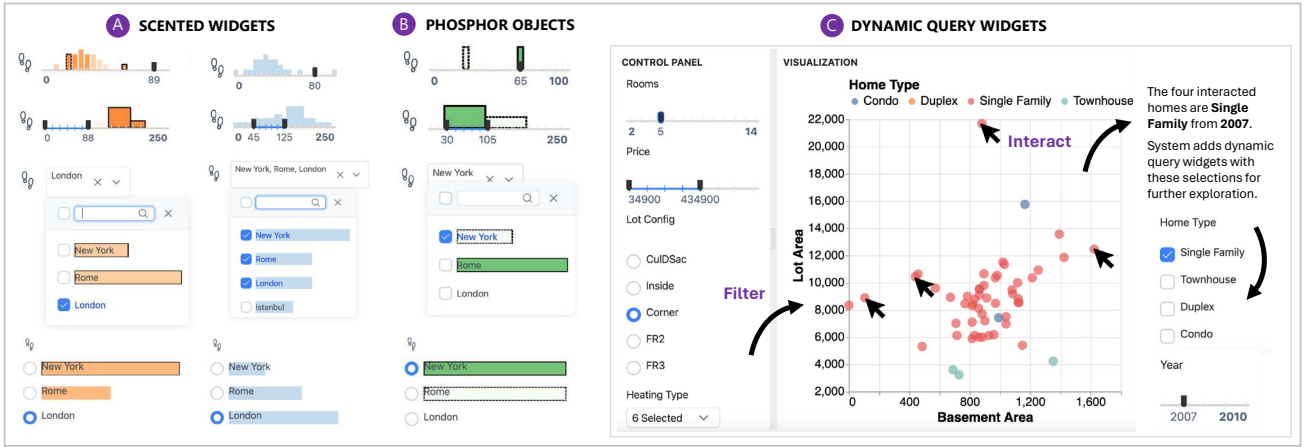 A SCENTED WIDGETS
B PHOSPHOR OBJECTS
C DYNAMIC QUERY WIDGETS
0 89
0 88 250
London
New York
Rome
London
New York
Rome
London
80
0 45 125 250
New York, Rome, London
New York
Rome
London
Istanbul
New York
Rome
London
0 65 100
30 105 250
New York
New York
Rome
London
New York
Rome
London
CONTROL PANEL
Rooms
2 5 14
Price
34900 434900
Lot Config
CulDSac
Inside
Corner
FR2
FR3
Heating Type
6 Selected
Filter
VISUALIZATION
Home Type
Condo Duplex Single Family Townhouse
22,000
20,000
18,000
16,000
14,000
12,000
10,000
8,000
6,000
4,000
2,000
Lot Area
0 400 800 1,200 1,600
Basement Area
Interact
The four interacted
homes are Single
Family from 2007.
System adds dynamic
query widgets with
these selections for
further exploration.
Home Type
Single Family
Townhouse
Duplex
Condo
Year
2007 2010